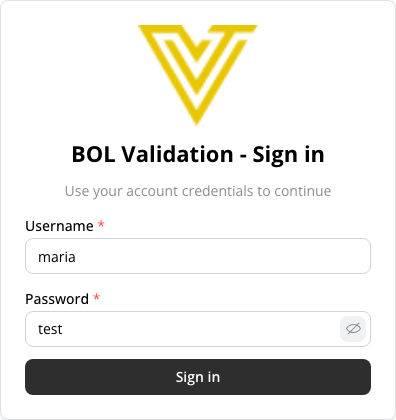 BOL Validation - Sign in
Use your account credentials to continue
Username *
maria
Password *
test
Sign in